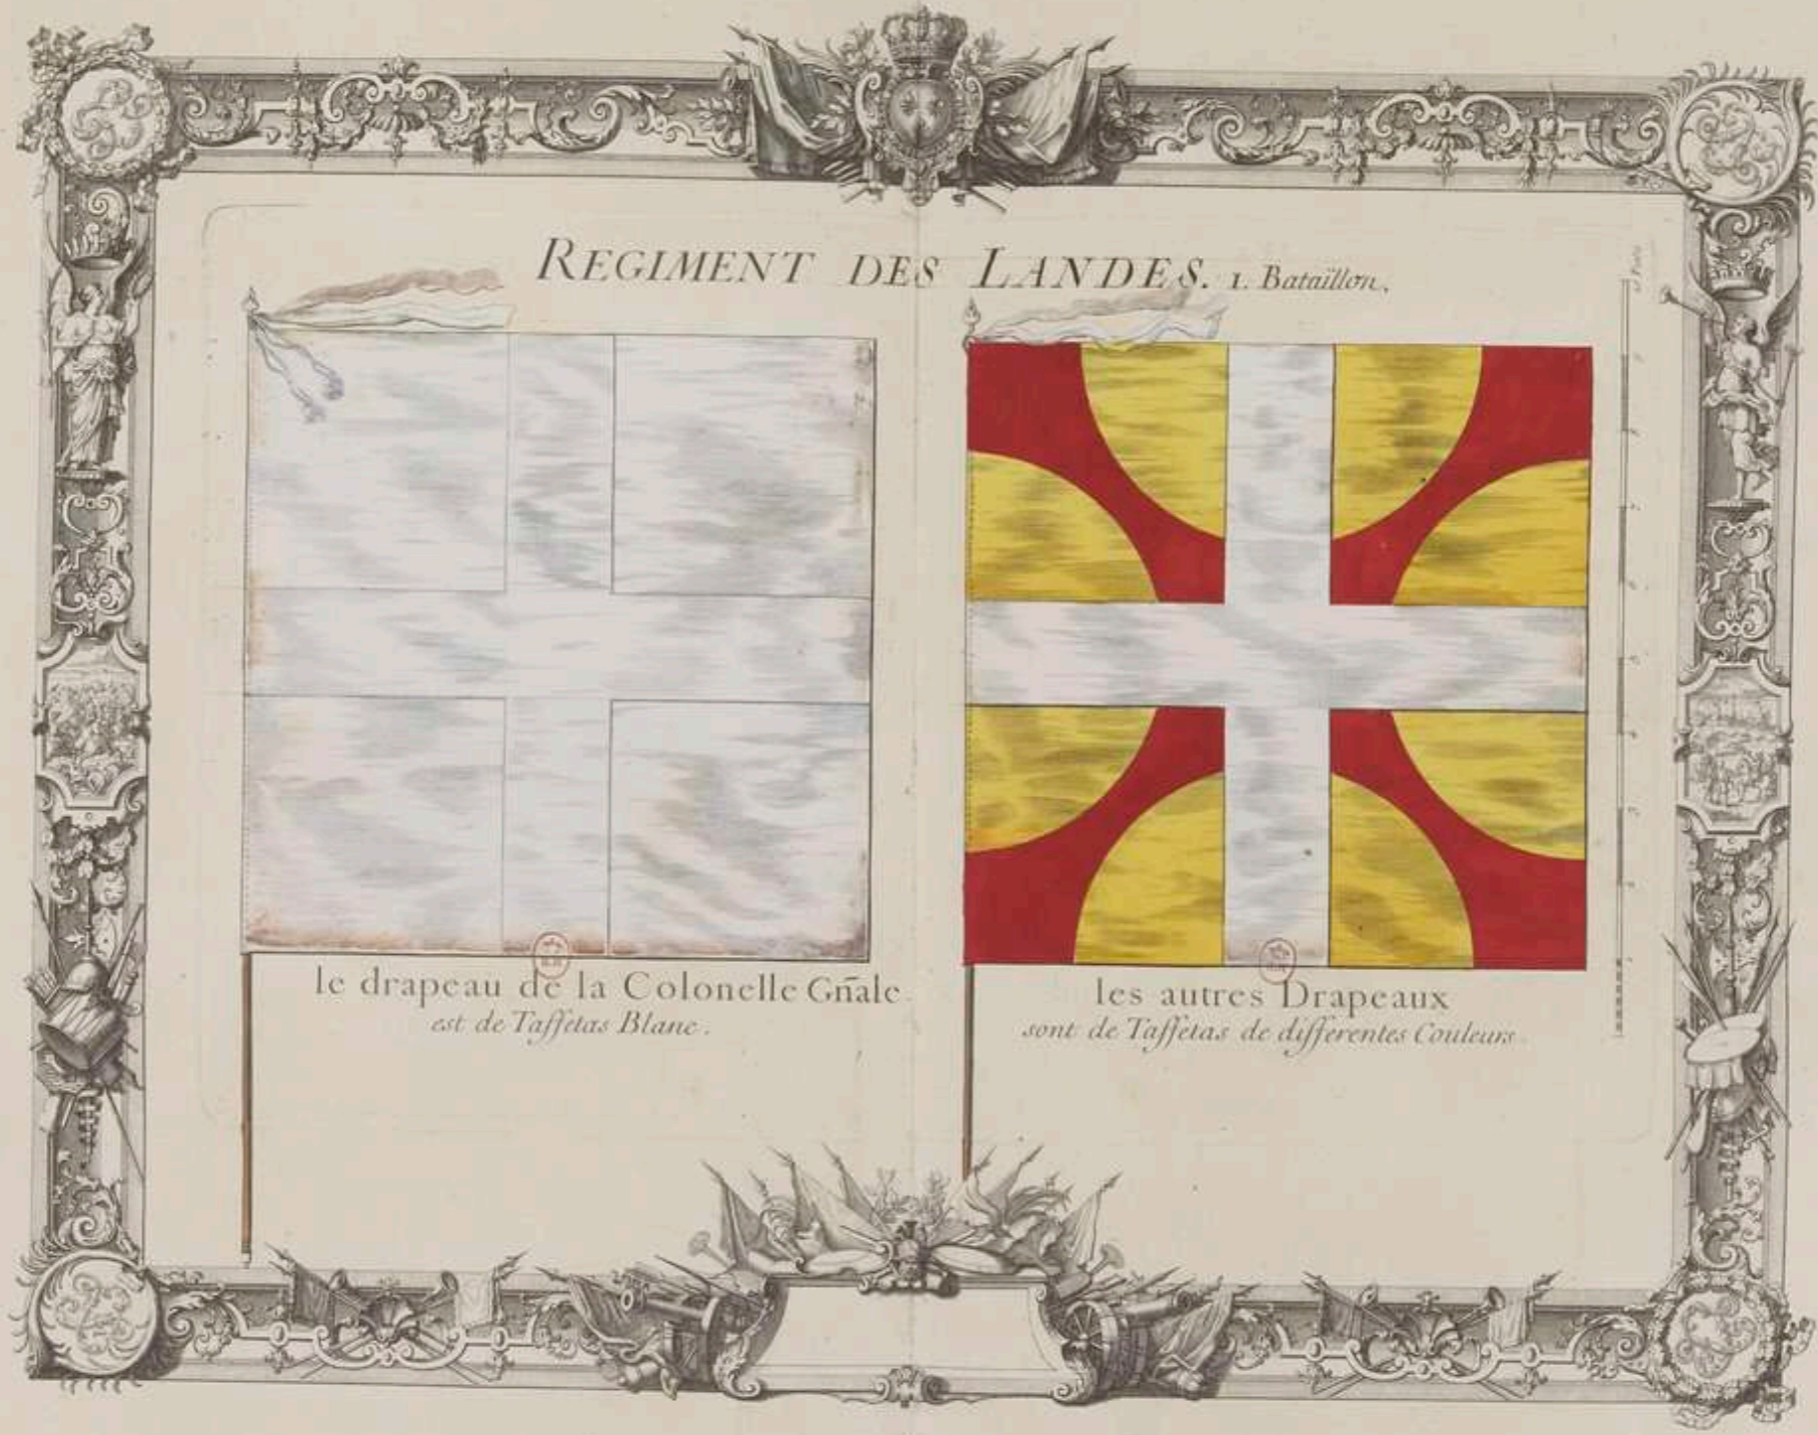 REGIMENT DES LANDES. 1. Bataillon.
le drapeau de la Colonelle Gñale.
est de Taffetas Blanc.
les autres Drapeaux
sont de Taffetas de differentes Couleurs.